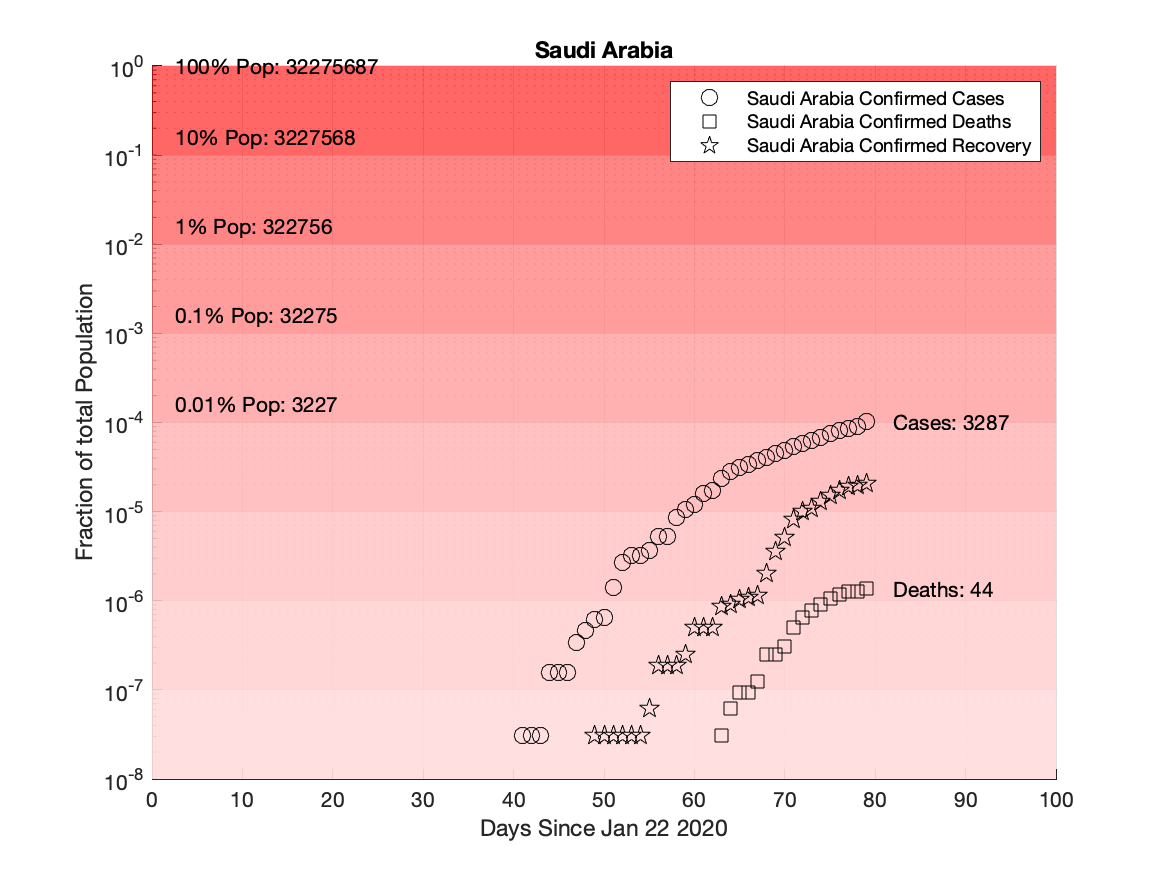 Saudi Arabia
10^0
100% Pop: 32275687
Saudi Arabia Confirmed Cases
Saudi Arabia Confirmed Deaths
Saudi Arabia Confirmed Recovery
10% Pop: 3227568
10^-1
1% Pop: 322756
10^-2
0.1% Pop: 32275
10^-3
0.01% Pop: 3227
10^-4
Cases: 3287
10^-5
Deaths: 44
10^-6
10^-7
10^-8
Fraction of total Population
0 10 20 30 40 50 60 70 80 90 100
Days Since Jan 22 2020